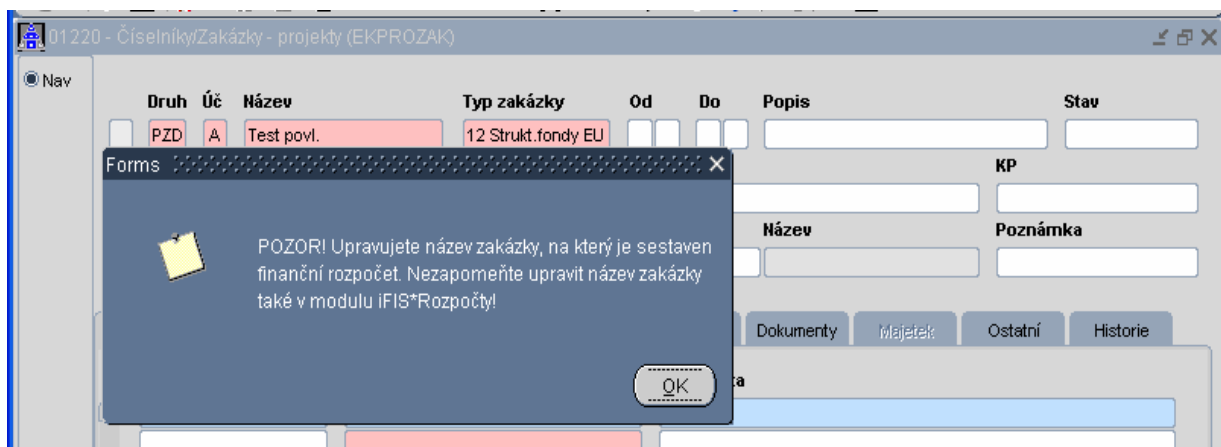 01220 - Číselníky/Zakázky - projekty (EKPROZAK)
Nav
Druh Úč Název Typ zakázky Od Do Popis Stav
PZD A Test povl. 12 Strukt.fondy EU
Forms
KP
POZOR! Upravujete název zakázky, na který je sestaven
finanční rozpočet. Nezapomeňte upravit název zakázky
také v modulu iFIS*Rozpočty!
Název Poznámka
Dokumenty Majetek Ostatní Historie
OK